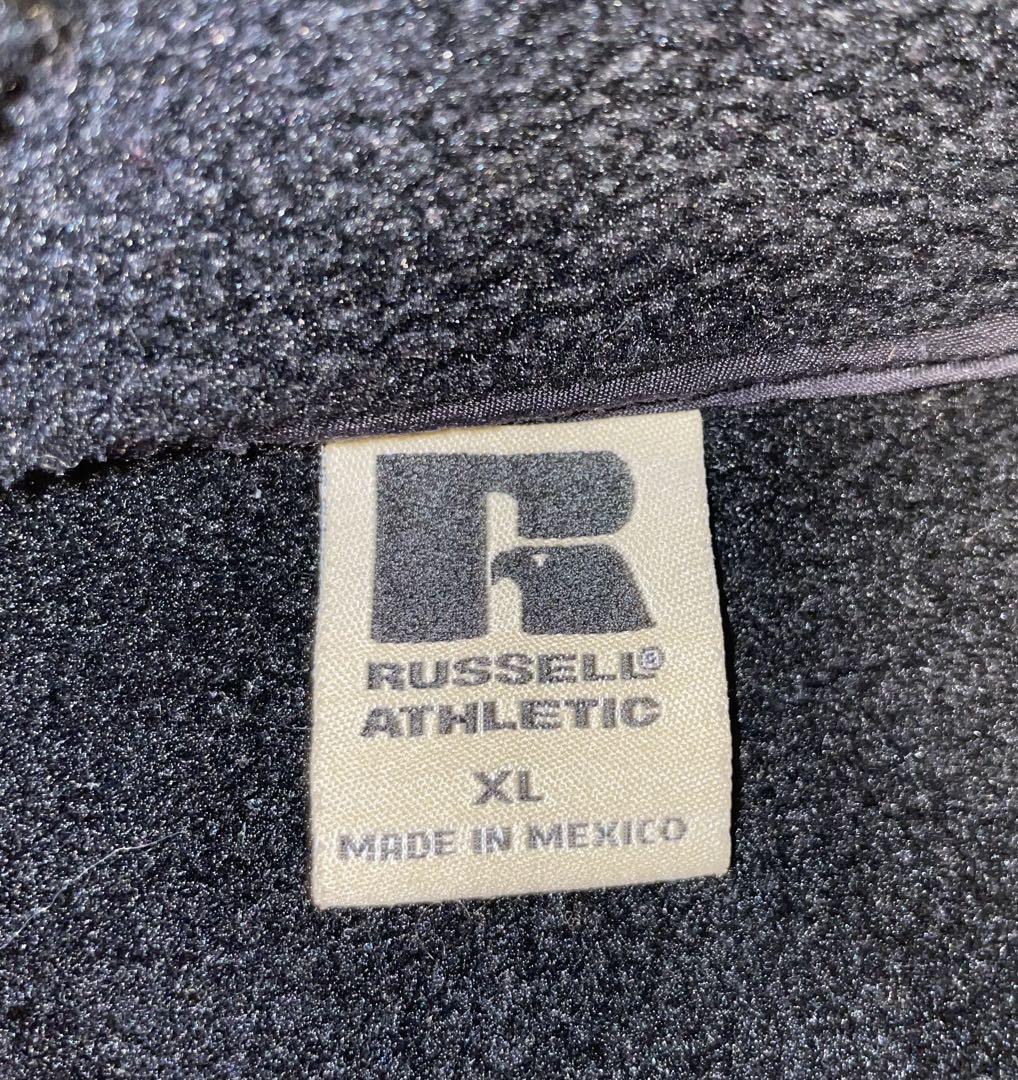 R
RUSSELL®
ATHLETIC
XL
MADE IN MEXICO